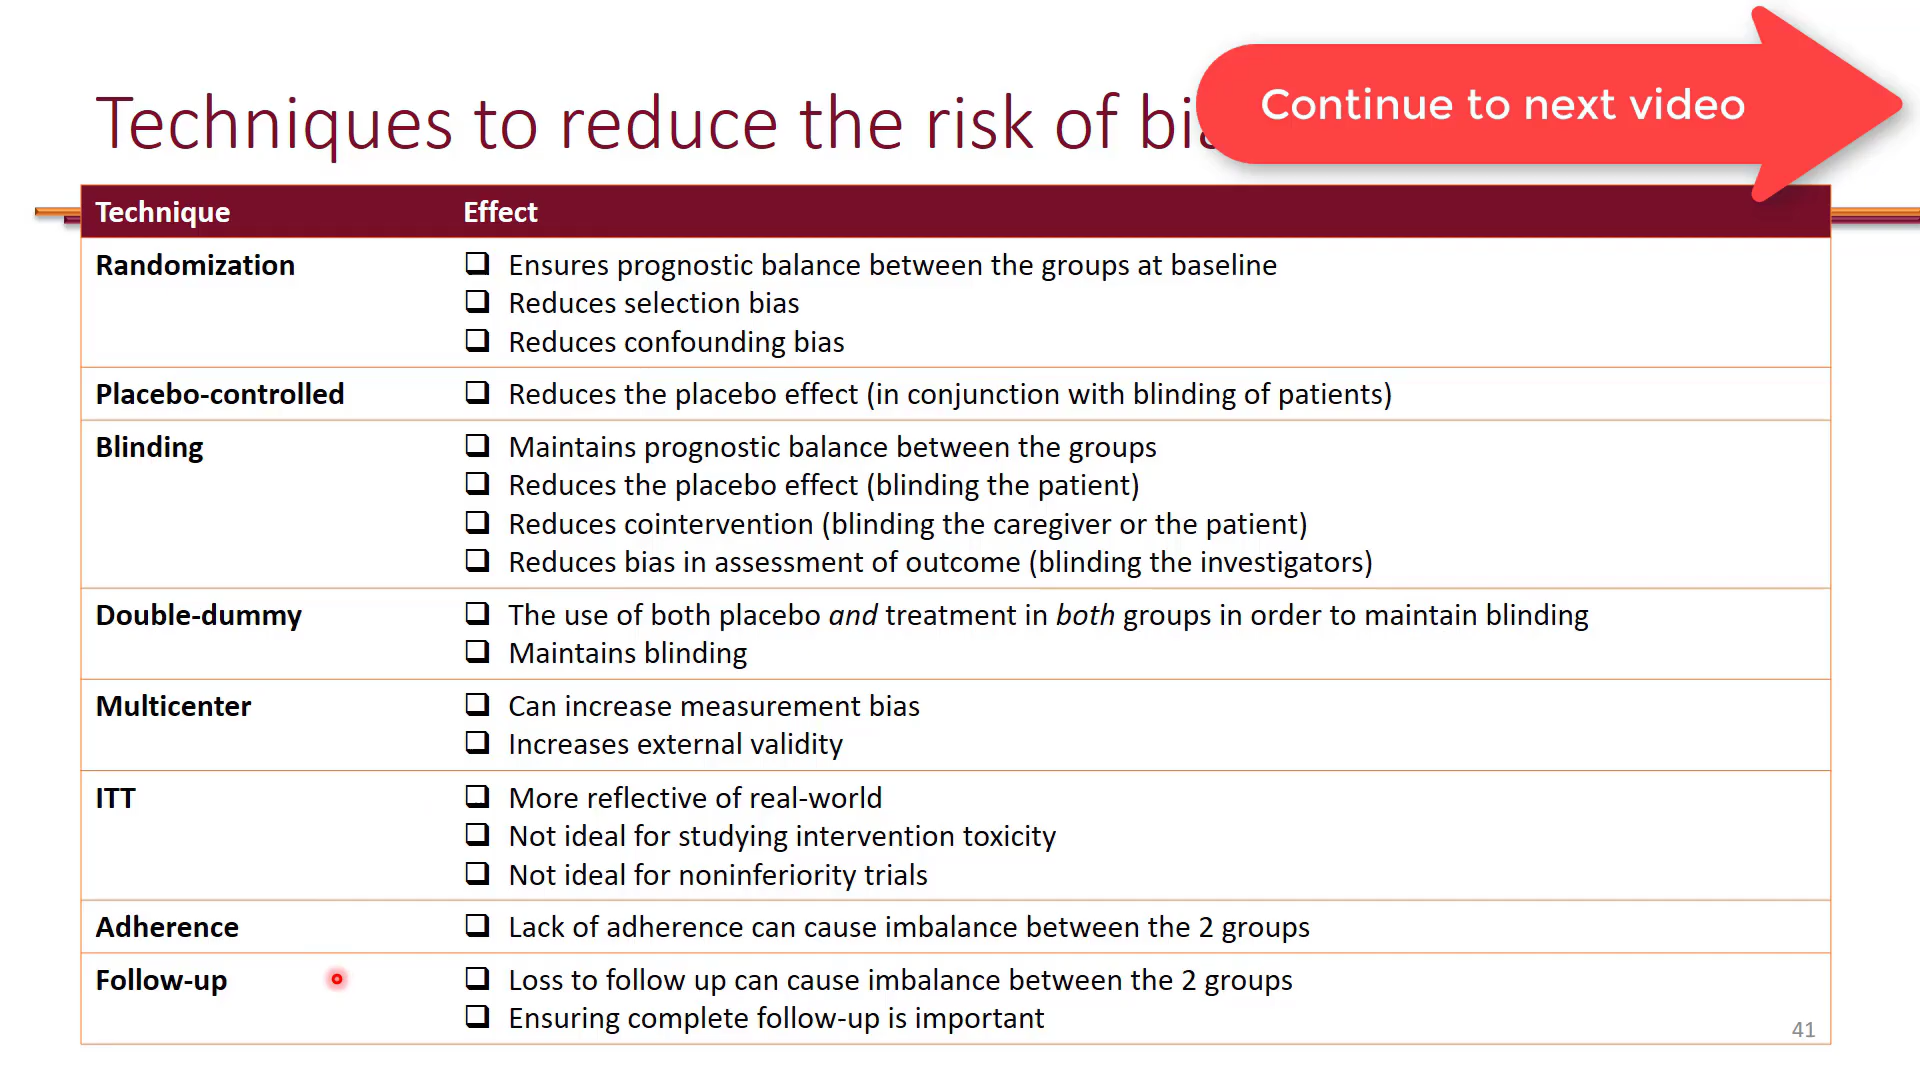 Continue to next video
Techniques to reduce the risk of
Technique Effect
Randomization ❑ Ensures prognostic balance between the groups at baseline
❑ Reduces selection bias
❑ Reduces confounding bias
Placebo-controlled ❑ Reduces the placebo effect (in conjunction with blinding of patients)
Blinding ❑ Maintains prognostic balance between the groups
❑ Reduces the placebo effect (blinding the patient)
❑ Reduces cointervention (blinding the caregiver or the patient)
❑ Reduces bias in assessment of outcome (blinding the investigators)
Double-dummy ❑ The use of both placebo and treatment in both groups in order to maintain blinding
❑ Maintains blinding
Multicenter ❑ Can increase measurement bias
❑ Increases external validity
ITT ❑ More reflective of real-world
❑ Not ideal for studying intervention toxicity
❑ Not ideal for noninferiority trials
Adherence ❑ Lack of adherence can cause imbalance between the 2 groups
Follow-up ❑ Loss to follow up can cause imbalance between the 2 groups
❑ Ensuring complete follow-up is important
41